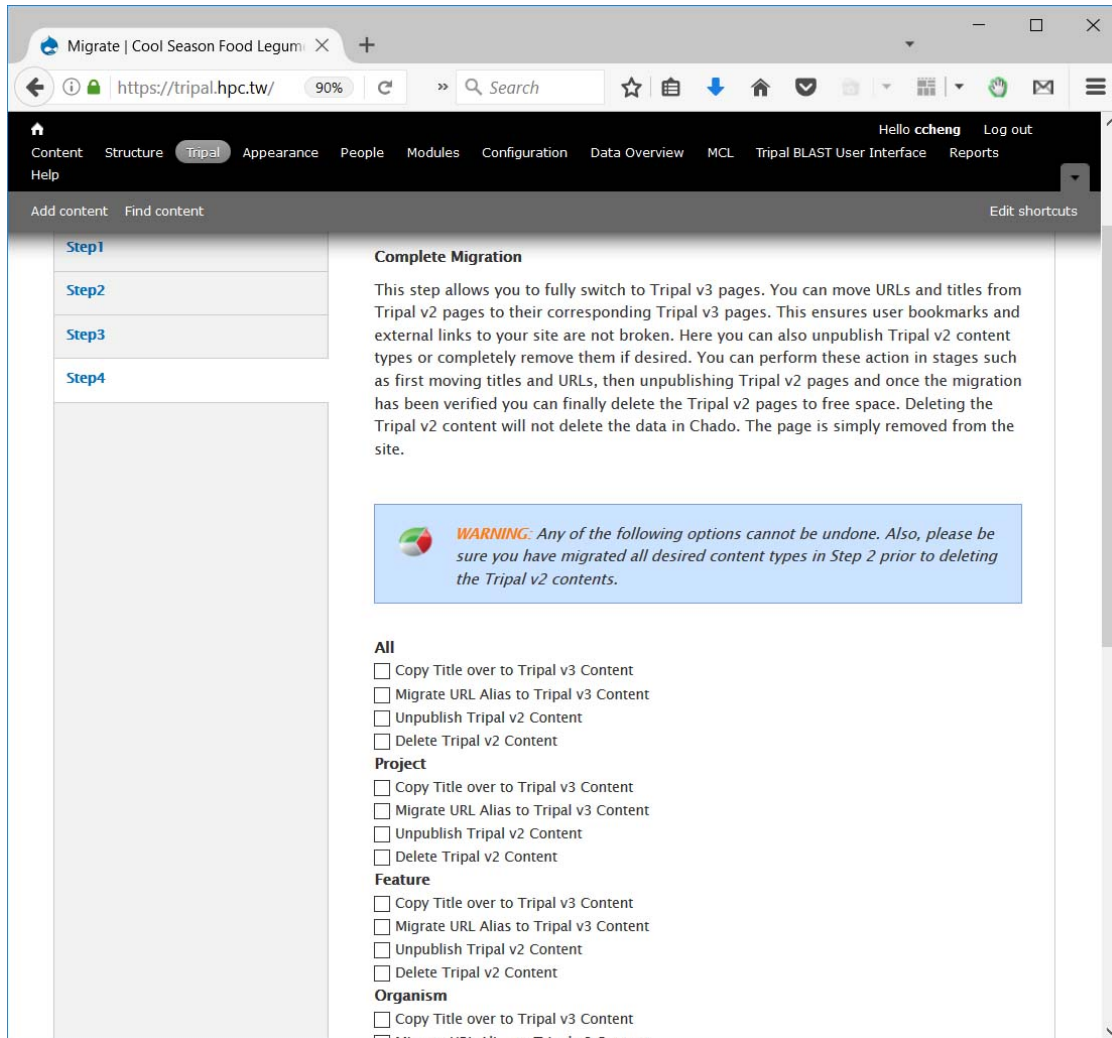 Migrate | Cool Season Food Legum
https://tripal.hpc.tw/ 90% » Search
Hello ccheng Log out
Content Structure Tripal Appearance People Modules Configuration Data Overview MCL Tripal BLAST User Interface Reports
Help
Add content Find content Edit shortcuts
Step1
Step2
Step3
Step4
Complete Migration
This step allows you to fully switch to Tripal v3 pages. You can move URLs and titles from
Tripal v2 pages to their corresponding Tripal v3 pages. This ensures user bookmarks and
external links to your site are not broken. Here you can also unpublish Tripal v2 content
types or completely remove them if desired. You can perform these action in stages such
as first moving titles and URLs, then unpublishing Tripal v2 pages and once the migration
has been verified you can finally delete the Tripal v2 pages to free space. Deleting the
Tripal v2 content will not delete the data in Chado. The page is simply removed from the
site.
WARNING: Any of the following options cannot be undone. Also, please be
sure you have migrated all desired content types in Step 2 prior to deleting
the Tripal v2 contents.
All
Copy Title over to Tripal v3 Content
Migrate URL Alias to Tripal v3 Content
Unpublish Tripal v2 Content
Delete Tripal v2 Content
Project
Copy Title over to Tripal v3 Content
Migrate URL Alias to Tripal v3 Content
Unpublish Tripal v2 Content
Delete Tripal v2 Content
Feature
Copy Title over to Tripal v3 Content
Migrate URL Alias to Tripal v3 Content
Unpublish Tripal v2 Content
Delete Tripal v2 Content
Organism
Copy Title over to Tripal v3 Content